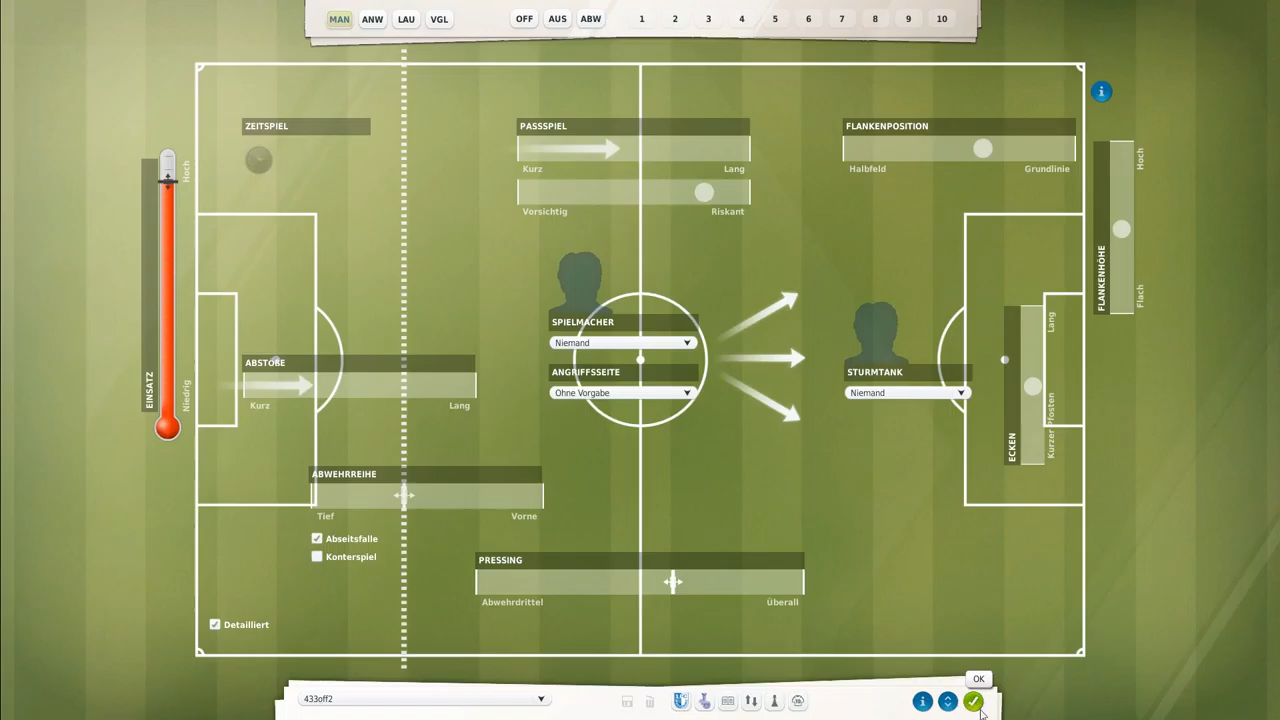 MAN ANW LAU VGL OFF AUS ABW 1 2 3 4 5 6 7 8 9 10
ZEITSPIEL
PASSSPIEL
Kurz Lang
Vorsichtig Riskant
FLANKENPOSITION
Halbfeld Grundlinie
Hoch
EINSATZ
Niedrig
Hoch
FLANKENHÖHE
Flach
SPIELMACHER
Niemand
ANGRIFFSSEITE
Ohne Vorgabe
STURMTANK
Niemand
Lang
ECKEN
Kurzer Pfosten
ABSTÖßE
Kurz Lang
ABWEHRREIHE
Tief Vorne
Abseitsfalle
Konterspiel
PRESSING
Abwehrdrittel Überall
Detailliert
OK
433off2